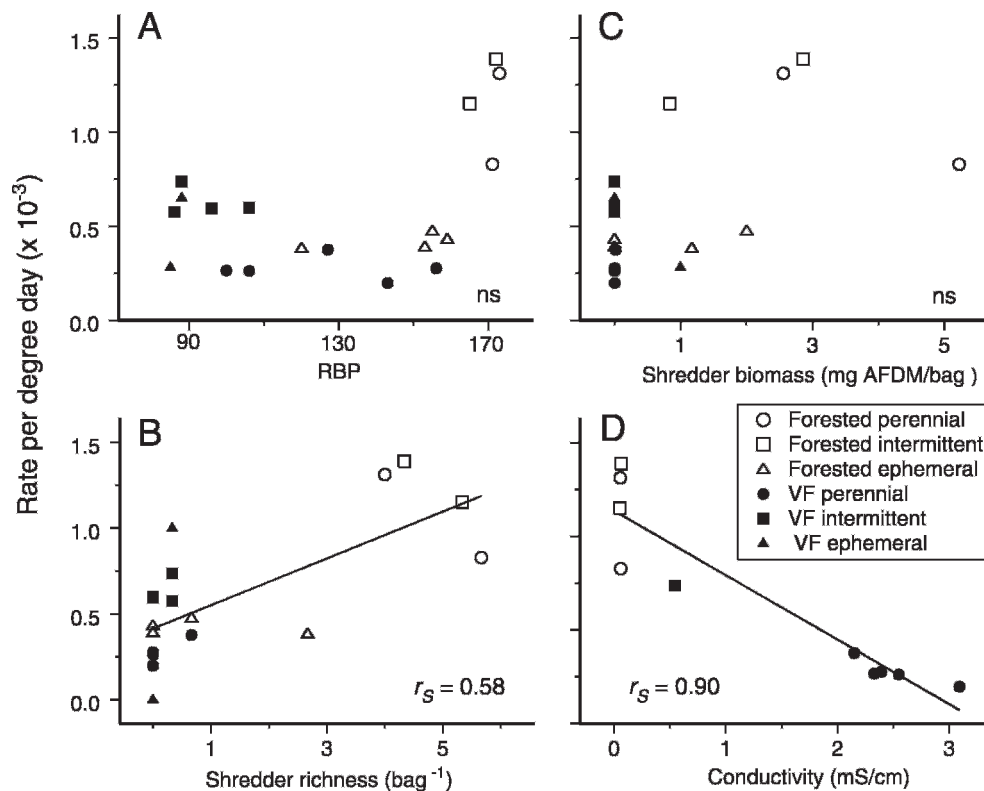 A
C
1.5
1.0
0.5
0.0
ns
ns
90
130
170
1
3
5
RBP
Shredder biomass (mg AFDM/bag )
Rate per degree day (x 10⁻³)
B
D
1.5
1.0
0.5
0.0
Forested perennial
Forested intermittent
Forested ephemeral
VF perennial
VF intermittent
VF ephemeral
rS = 0.58
rS = 0.90
1
3
5
0
1
2
3
Shredder richness (bag⁻¹)
Conductivity (mS/cm)